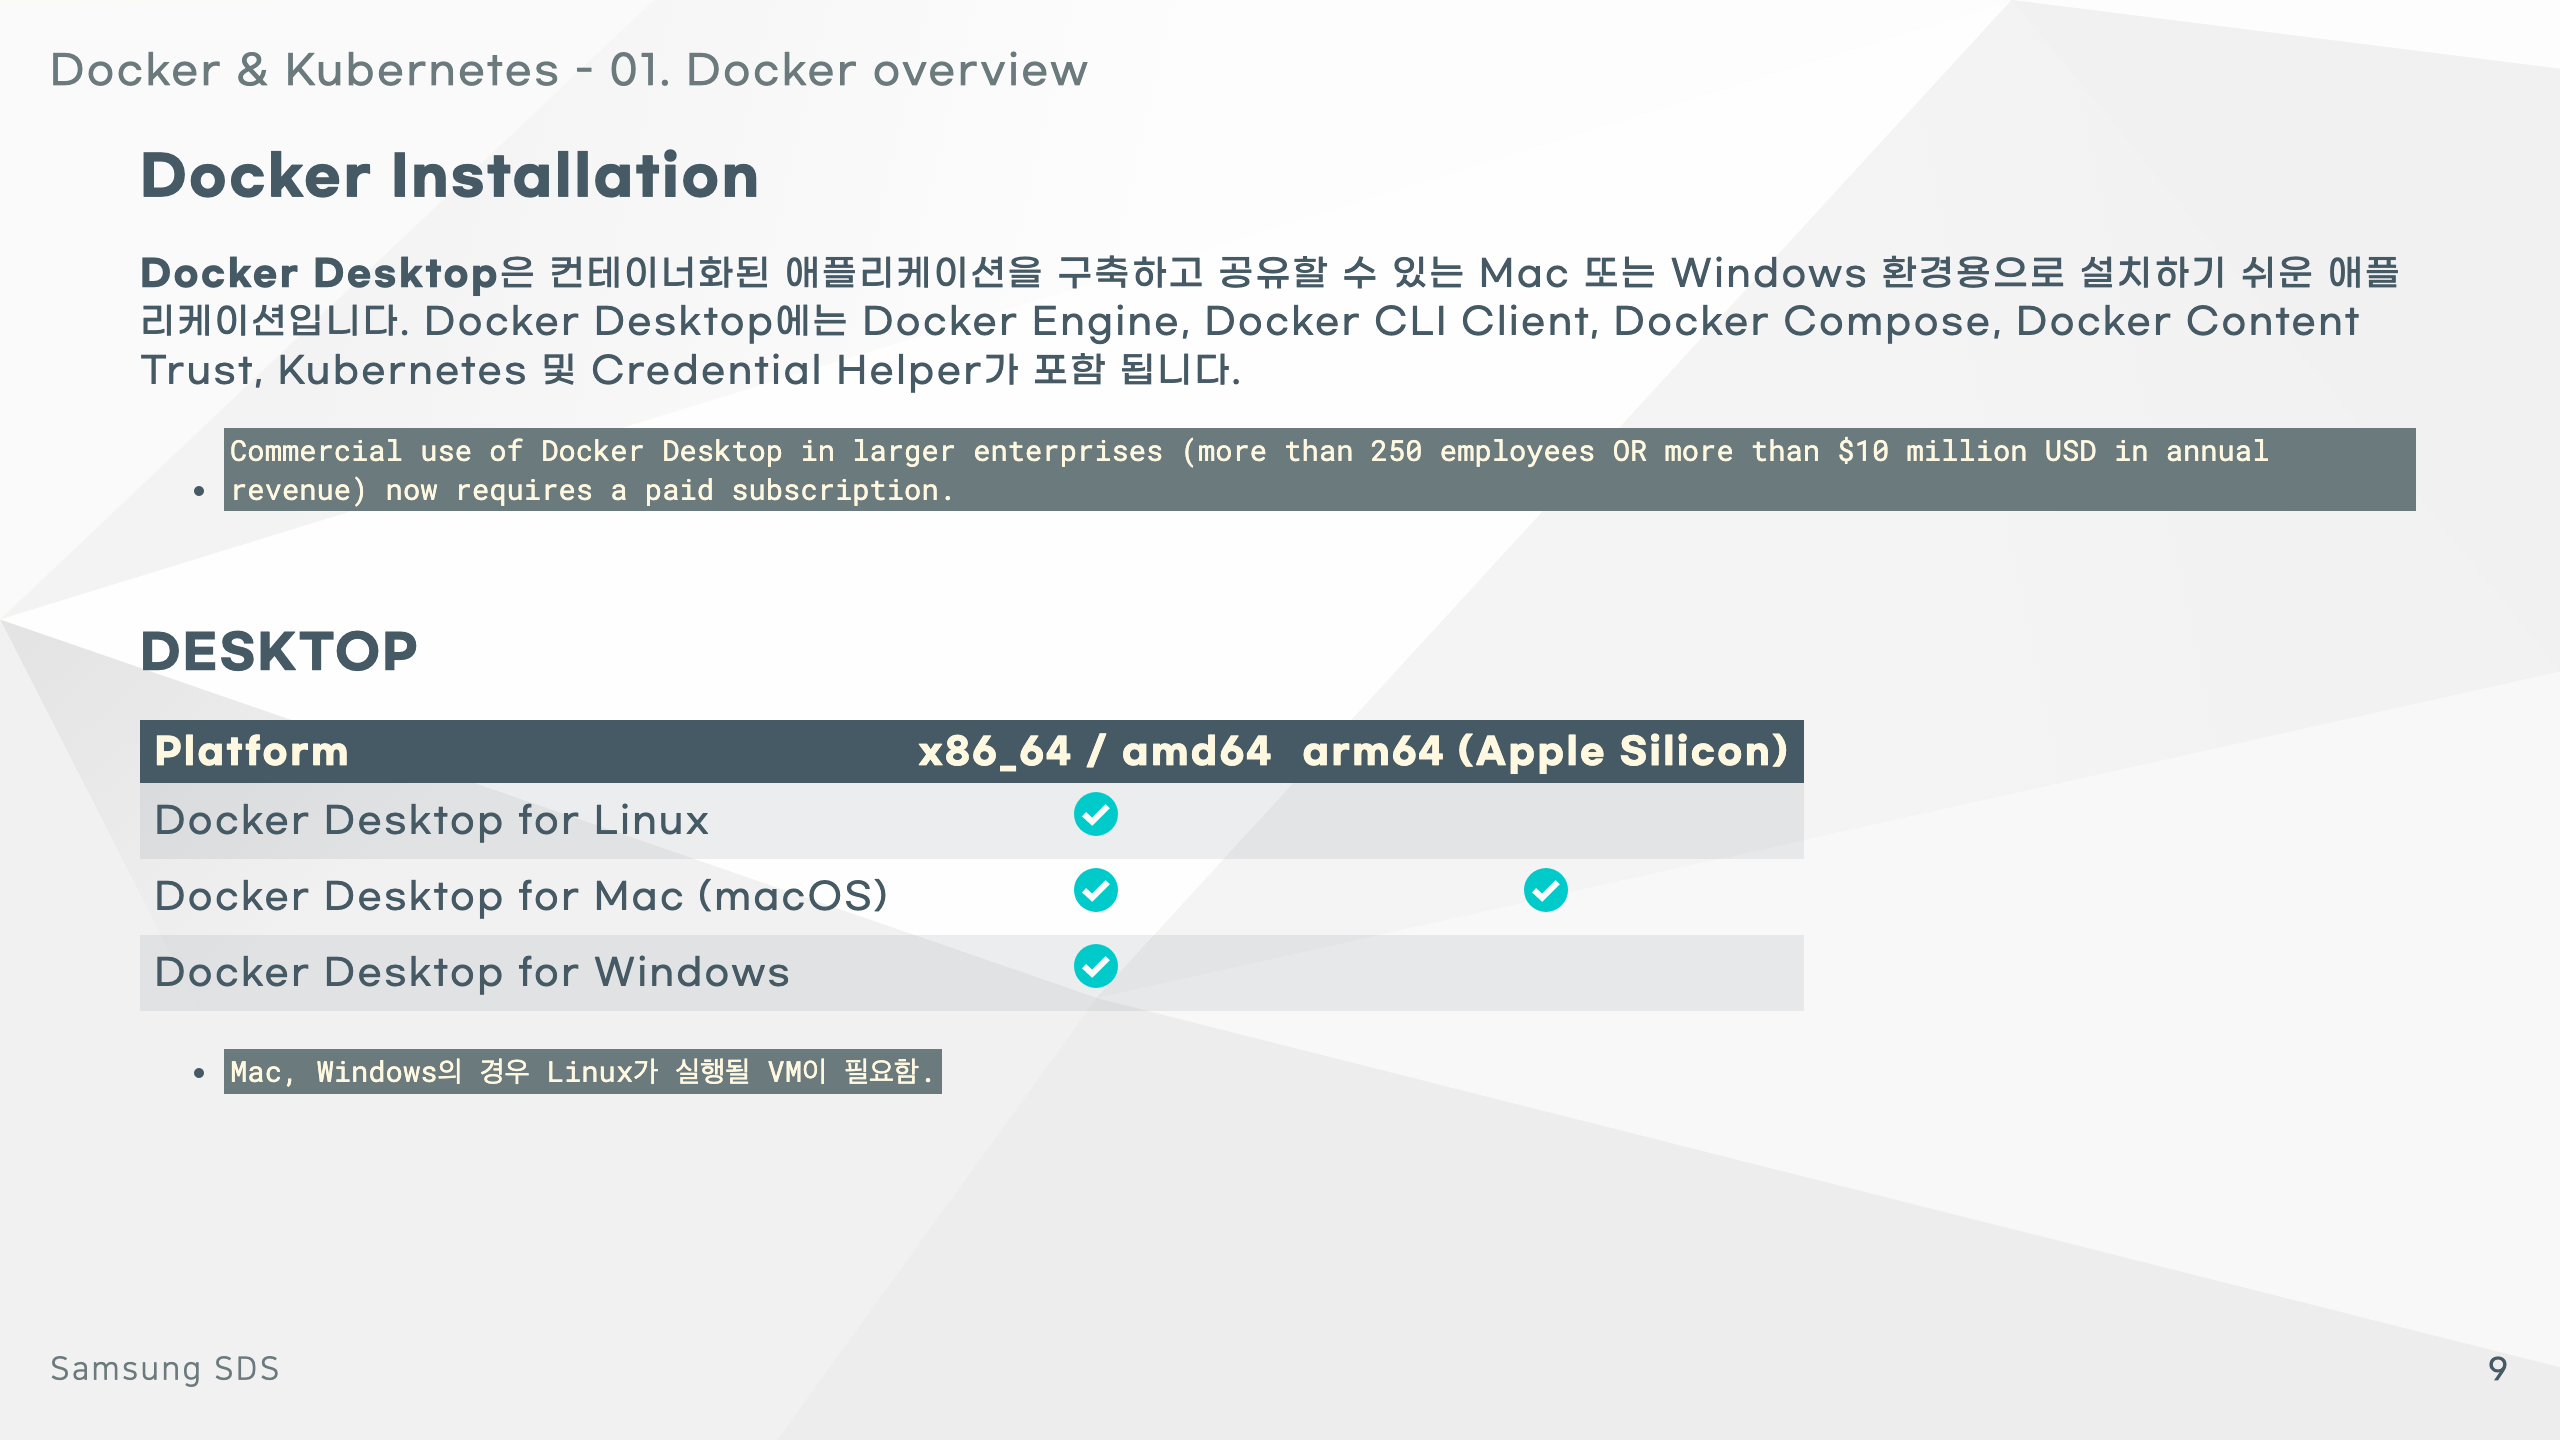 Docker & Kubernetes - 01. Docker overview
Docker Installation
Docker Desktop은 컨테이너화된 애플리케이션을 구축하고 공유할 수 있는 Mac 또는 Windows 환경용으로 설치하기 쉬운 애플
리케이션입니다. Docker Desktop에는 Docker Engine, Docker CLI Client, Docker Compose, Docker Content
Trust, Kubernetes 및 Credential Helper가 포함 됩니다.
Commercial use of Docker Desktop in larger enterprises (more than 250 employees OR more than $10 million USD in annual
• revenue) now requires a paid subscription.
DESKTOP
Platform x86_64 / amd64 arm64 (Apple Silicon)
Docker Desktop for Linux ✓
Docker Desktop for Mac (macOS) ✓ ✓
Docker Desktop for Windows ✓
• Mac, Windows의 경우 Linux가 실행될 VM이 필요함.
Samsung SDS 9